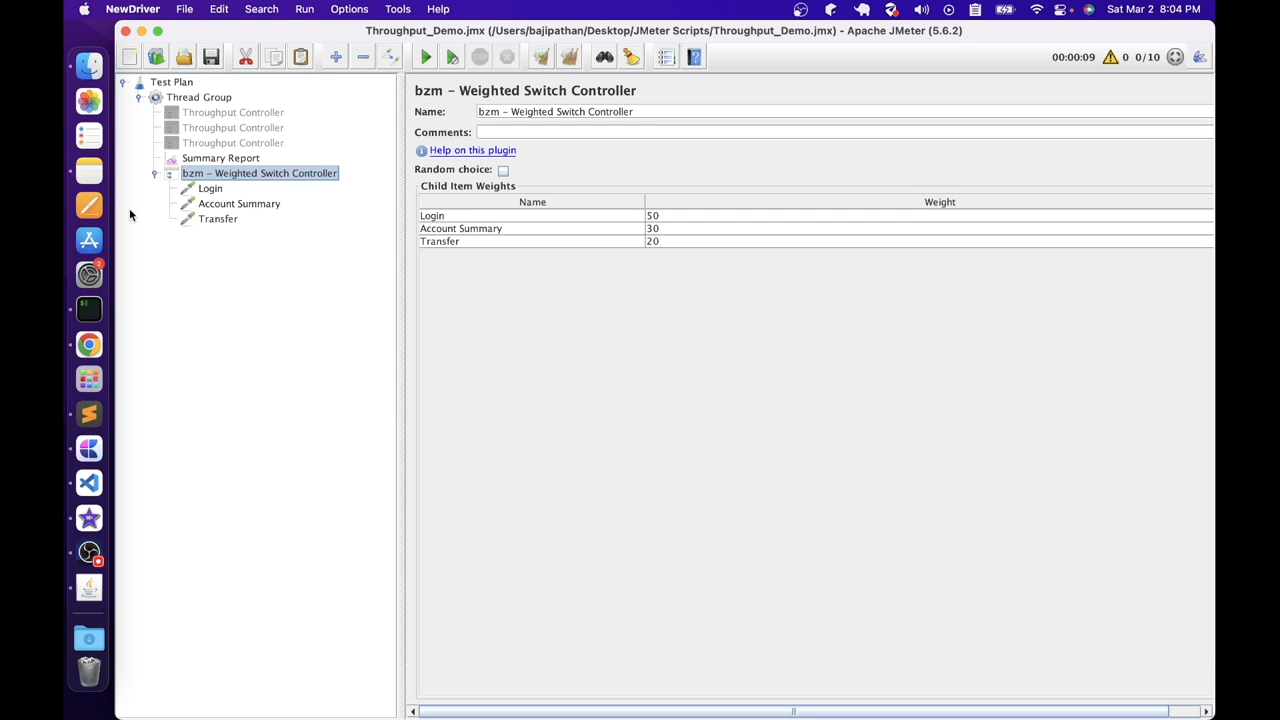 NewDriver File Edit Search Run Options Tools Help Sat Mar 2 8:04 PM
Throughput_Demo.jmx (/Users/bajipathan/Desktop/JMeter Scripts/Throughput_Demo.jmx) - Apache JMeter (5.6.2)
00:00:09 0 0/10
Test Plan
Thread Group
Throughput Controller
Throughput Controller
Throughput Controller
Summary Report
bzm - Weighted Switch Controller
Login
Account Summary
Transfer
bzm - Weighted Switch Controller
Name: bzm - Weighted Switch Controller
Comments:
Help on this plugin
Random choice:
Child Item Weights
Name Weight
Login 50
Account Summary 30
Transfer 20
2